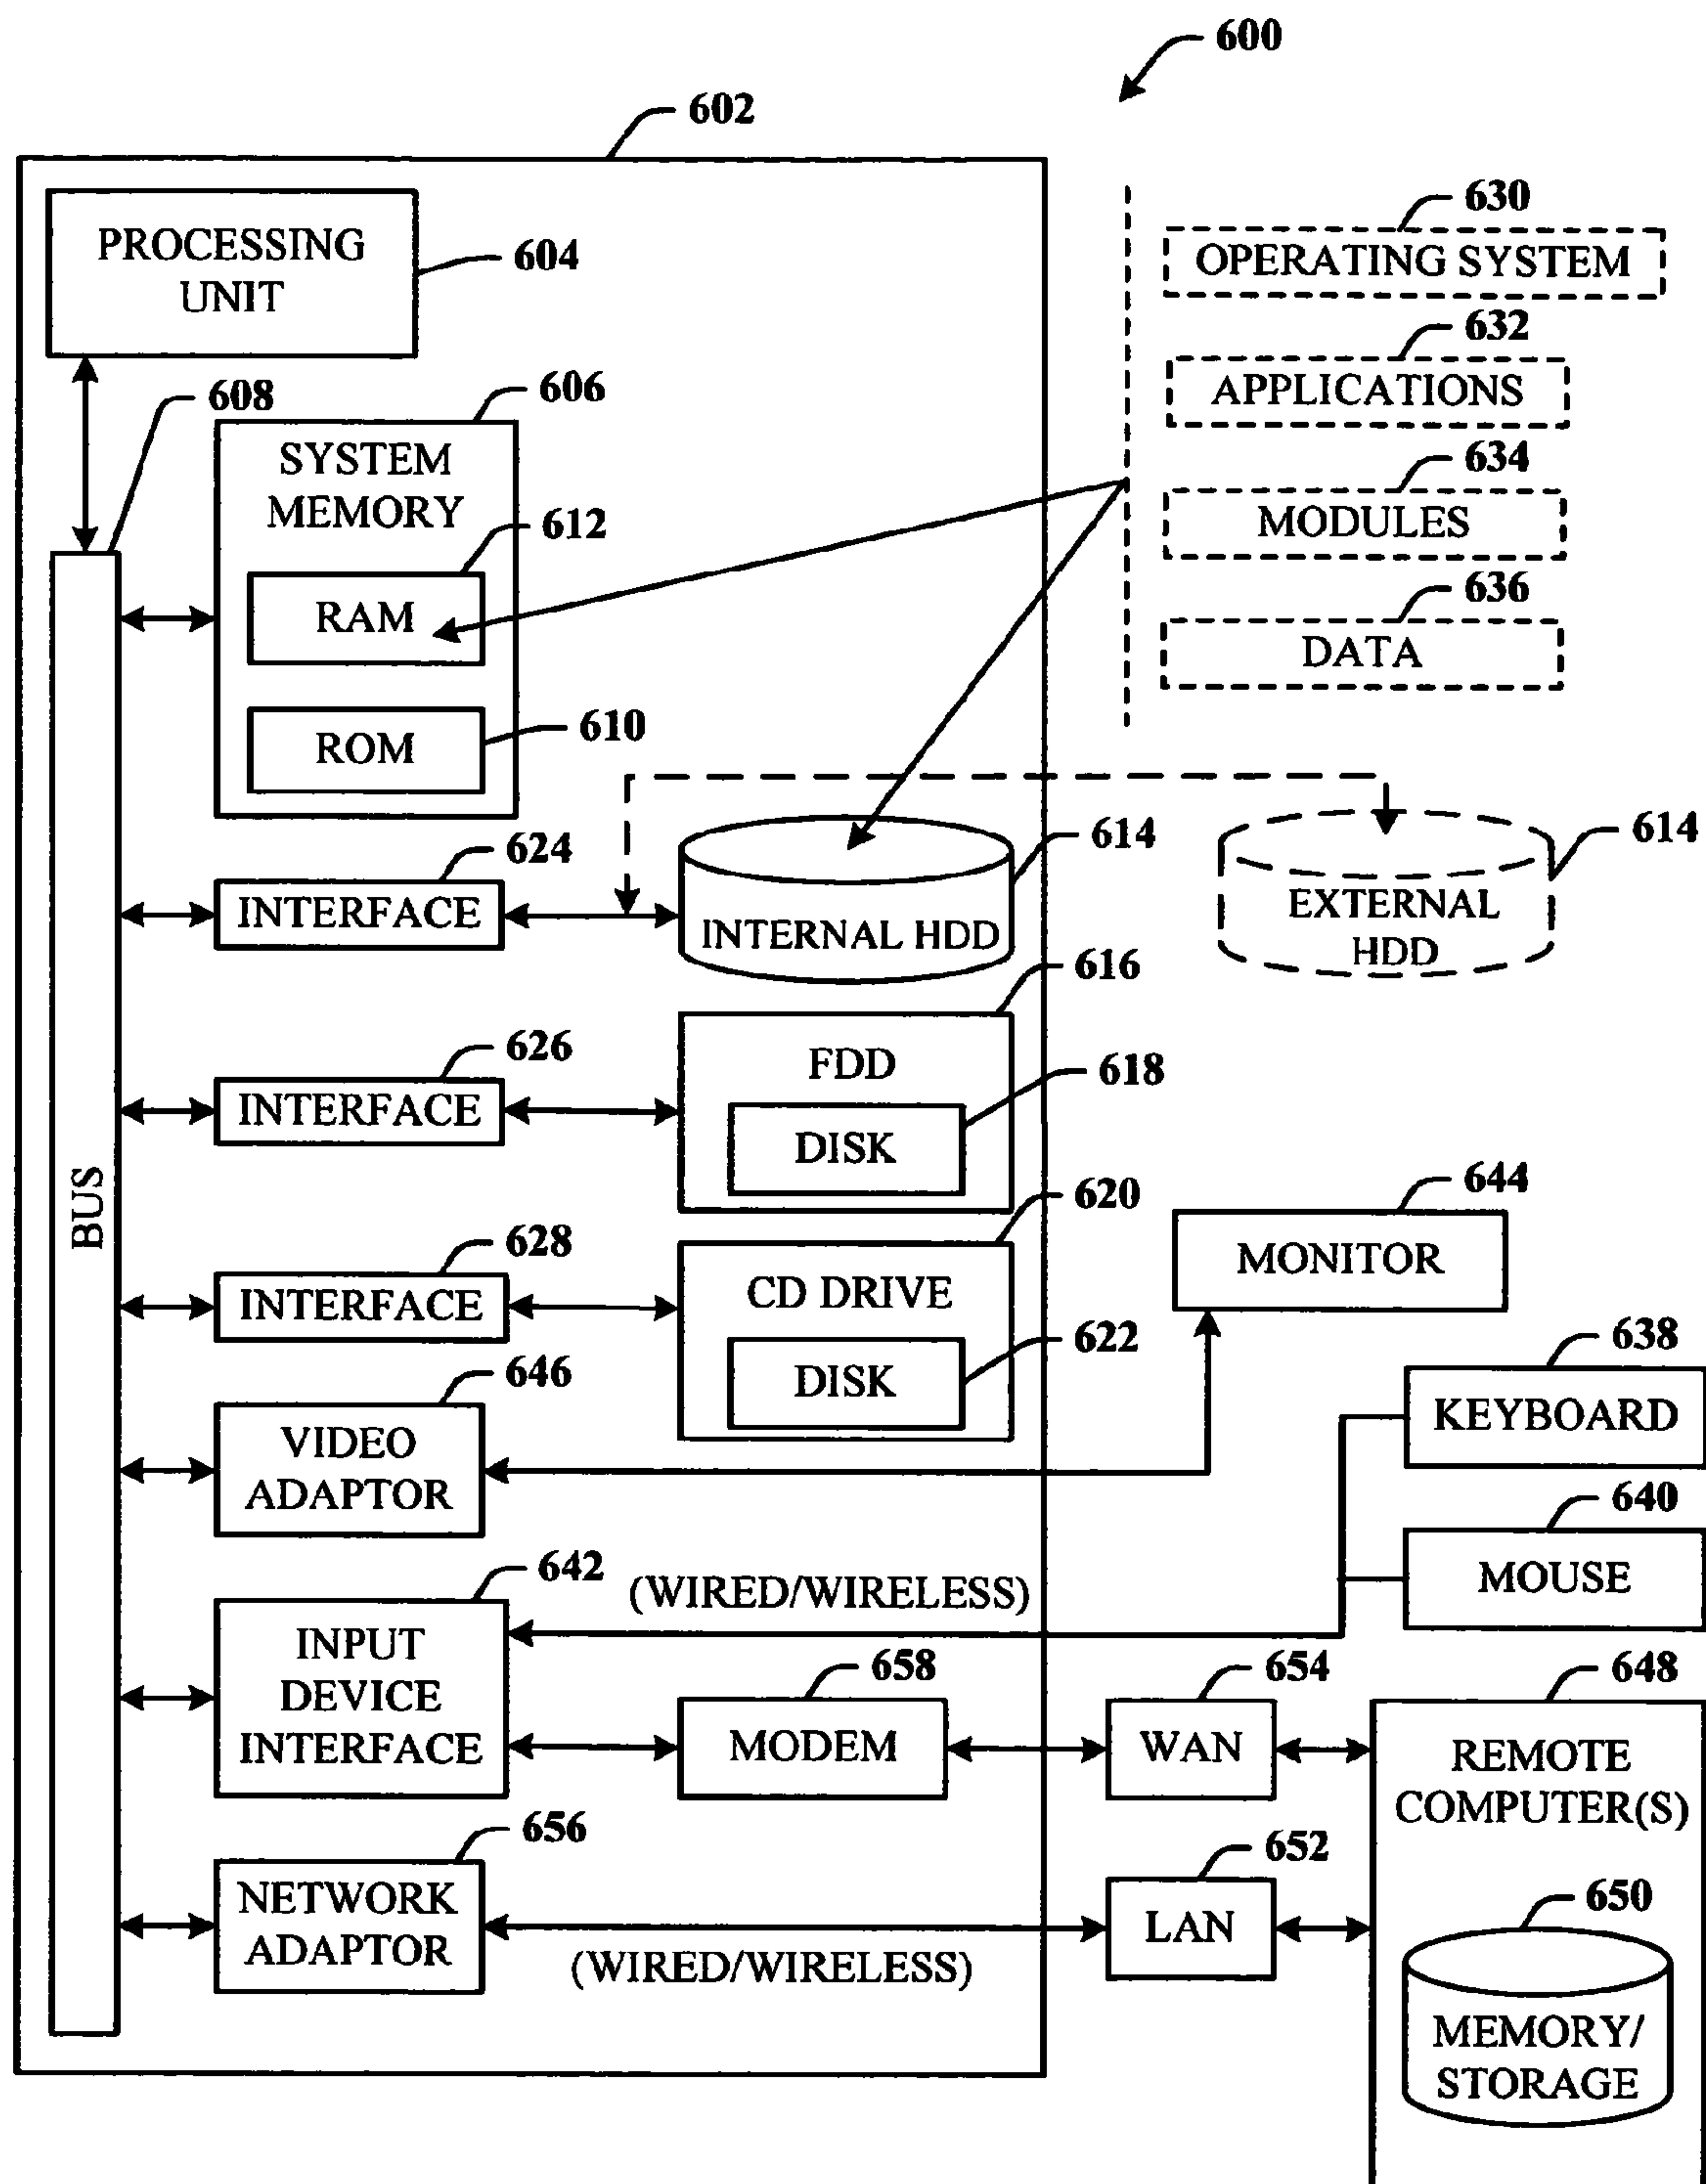 600
602
PROCESSING
UNIT
604
630
OPERATING SYSTEM
632
APPLICATIONS
634
MODULES
636
DATA
608
606
SYSTEM
MEMORY
612
RAM
610
ROM
624
INTERFACE
614
INTERNAL HDD
614
EXTERNAL
HDD
616
FDD
626
INTERFACE
618
DISK
BUS
620
CD DRIVE
628
INTERFACE
622
DISK
644
MONITOR
646
VIDEO
ADAPTOR
638
KEYBOARD
640
MOUSE
642
(WIRED/WIRELESS)
INPUT
DEVICE
INTERFACE
658
MODEM
654
WAN
648
REMOTE
COMPUTER(S)
656
NETWORK
ADAPTOR
(WIRED/WIRELESS)
652
LAN
650
MEMORY/
STORAGE